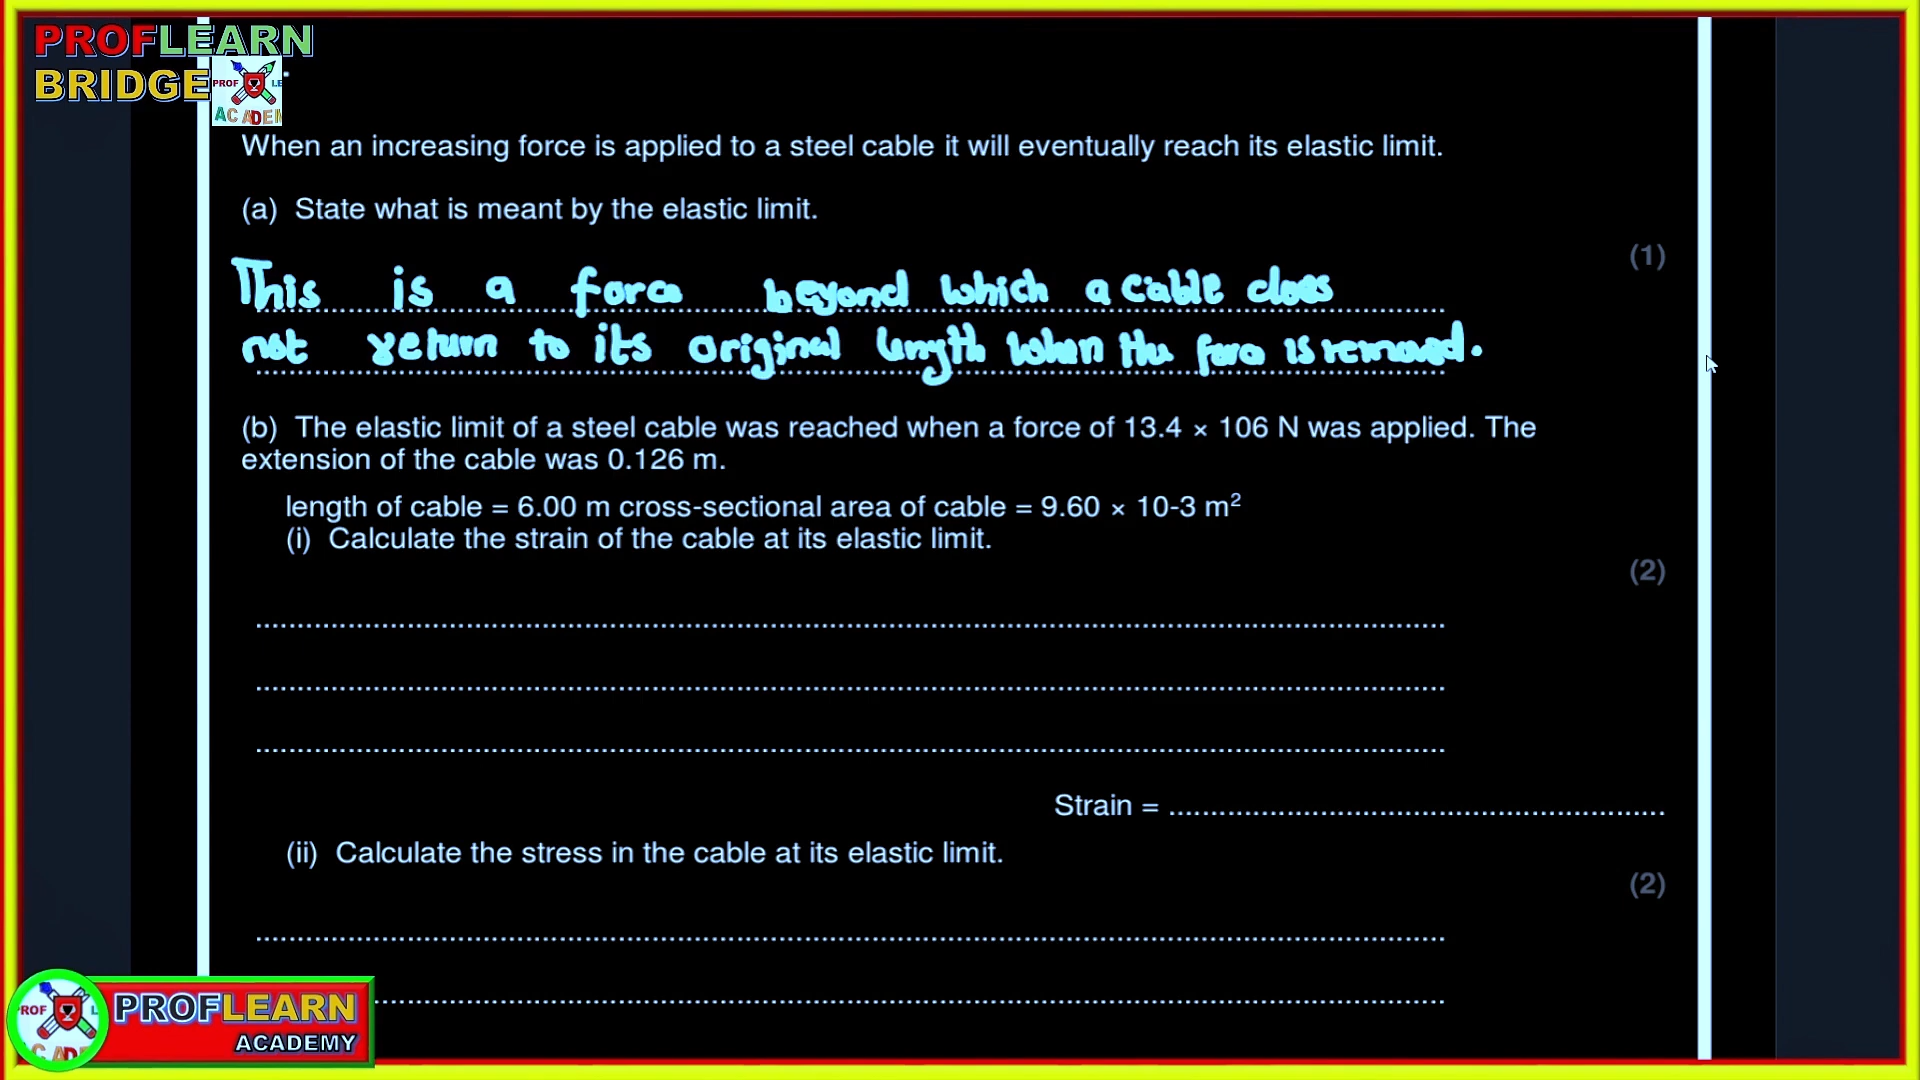 PROFLEARN
BRIDGE
PROF LE
ACADEM
When an increasing force is applied to a steel cable it will eventually reach its elastic limit.
(a) State what is meant by the elastic limit.
(1)
This is a force beyond which a cable does
not return to its original length when the force is removed.
(b) The elastic limit of a steel cable was reached when a force of 13.4 × 106 N was applied. The
extension of the cable was 0.126 m.
length of cable = 6.00 m cross-sectional area of cable = 9.60 × 10-3 m²
(i) Calculate the strain of the cable at its elastic limit.
(2)
Strain = ........................................................
(ii) Calculate the stress in the cable at its elastic limit.
(2)
PROF L
C AD
PROFLEARN
ACADEMY